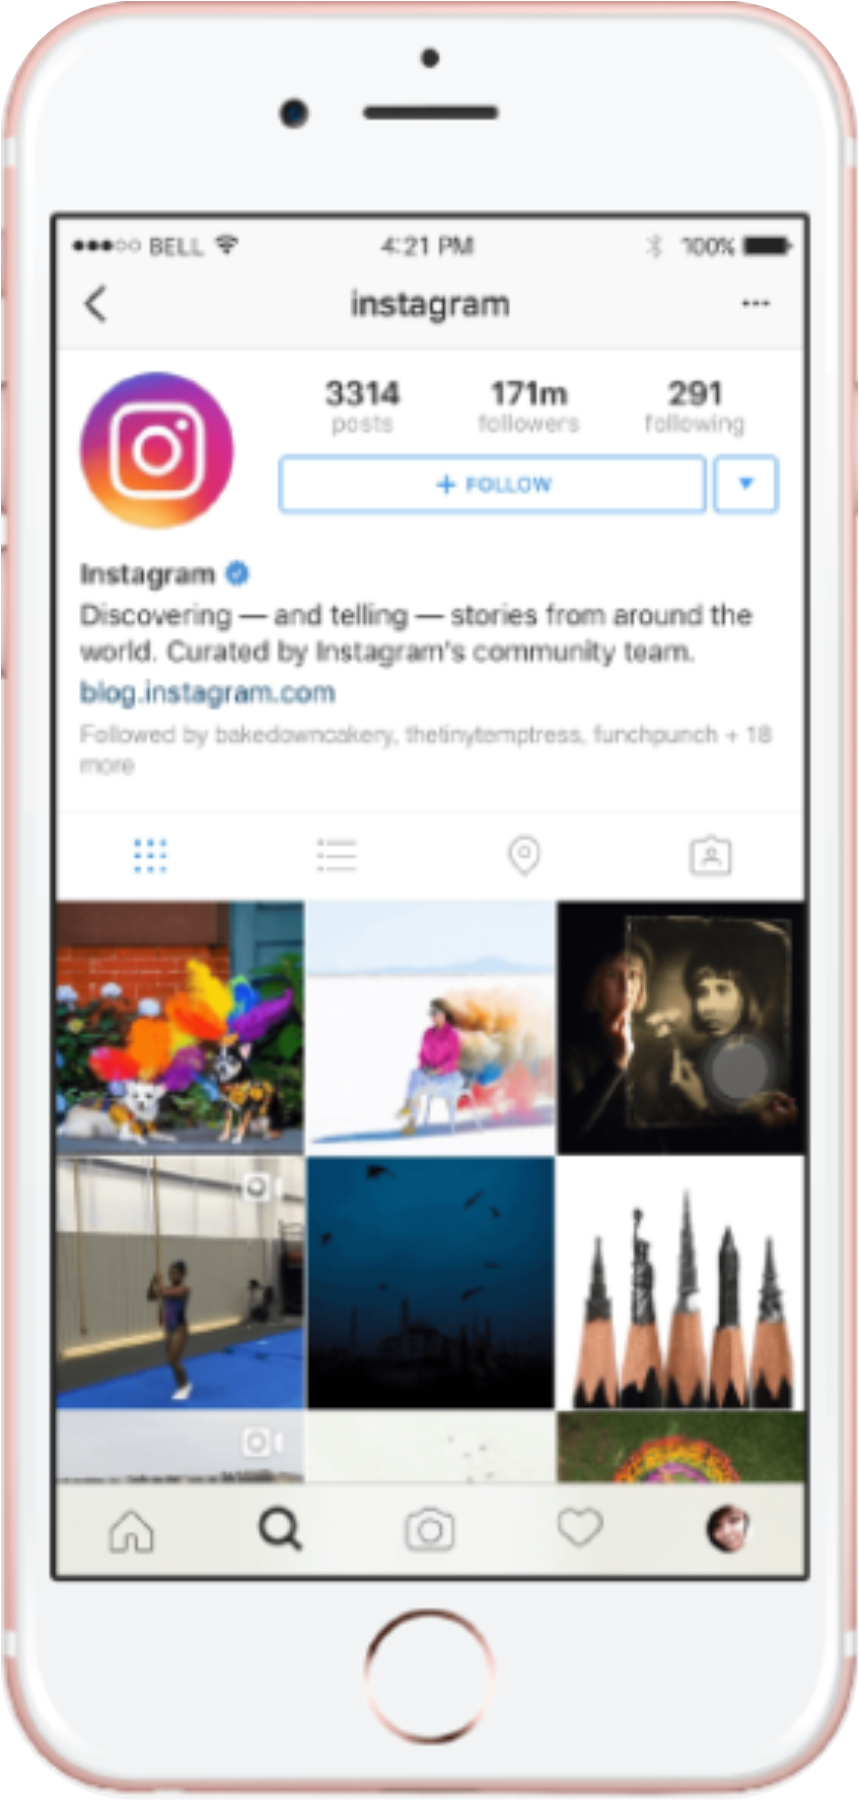 BELL 4:21 PM 100%
instagram
3314 171m 291
posts followers following
+ FOLLOW
Instagram
Discovering — and telling — stories from around the
world. Curated by Instagram's community team.
blog.instagram.com
Followed by bakedowncakery, thetinytemptress, funchpunch + 18
more